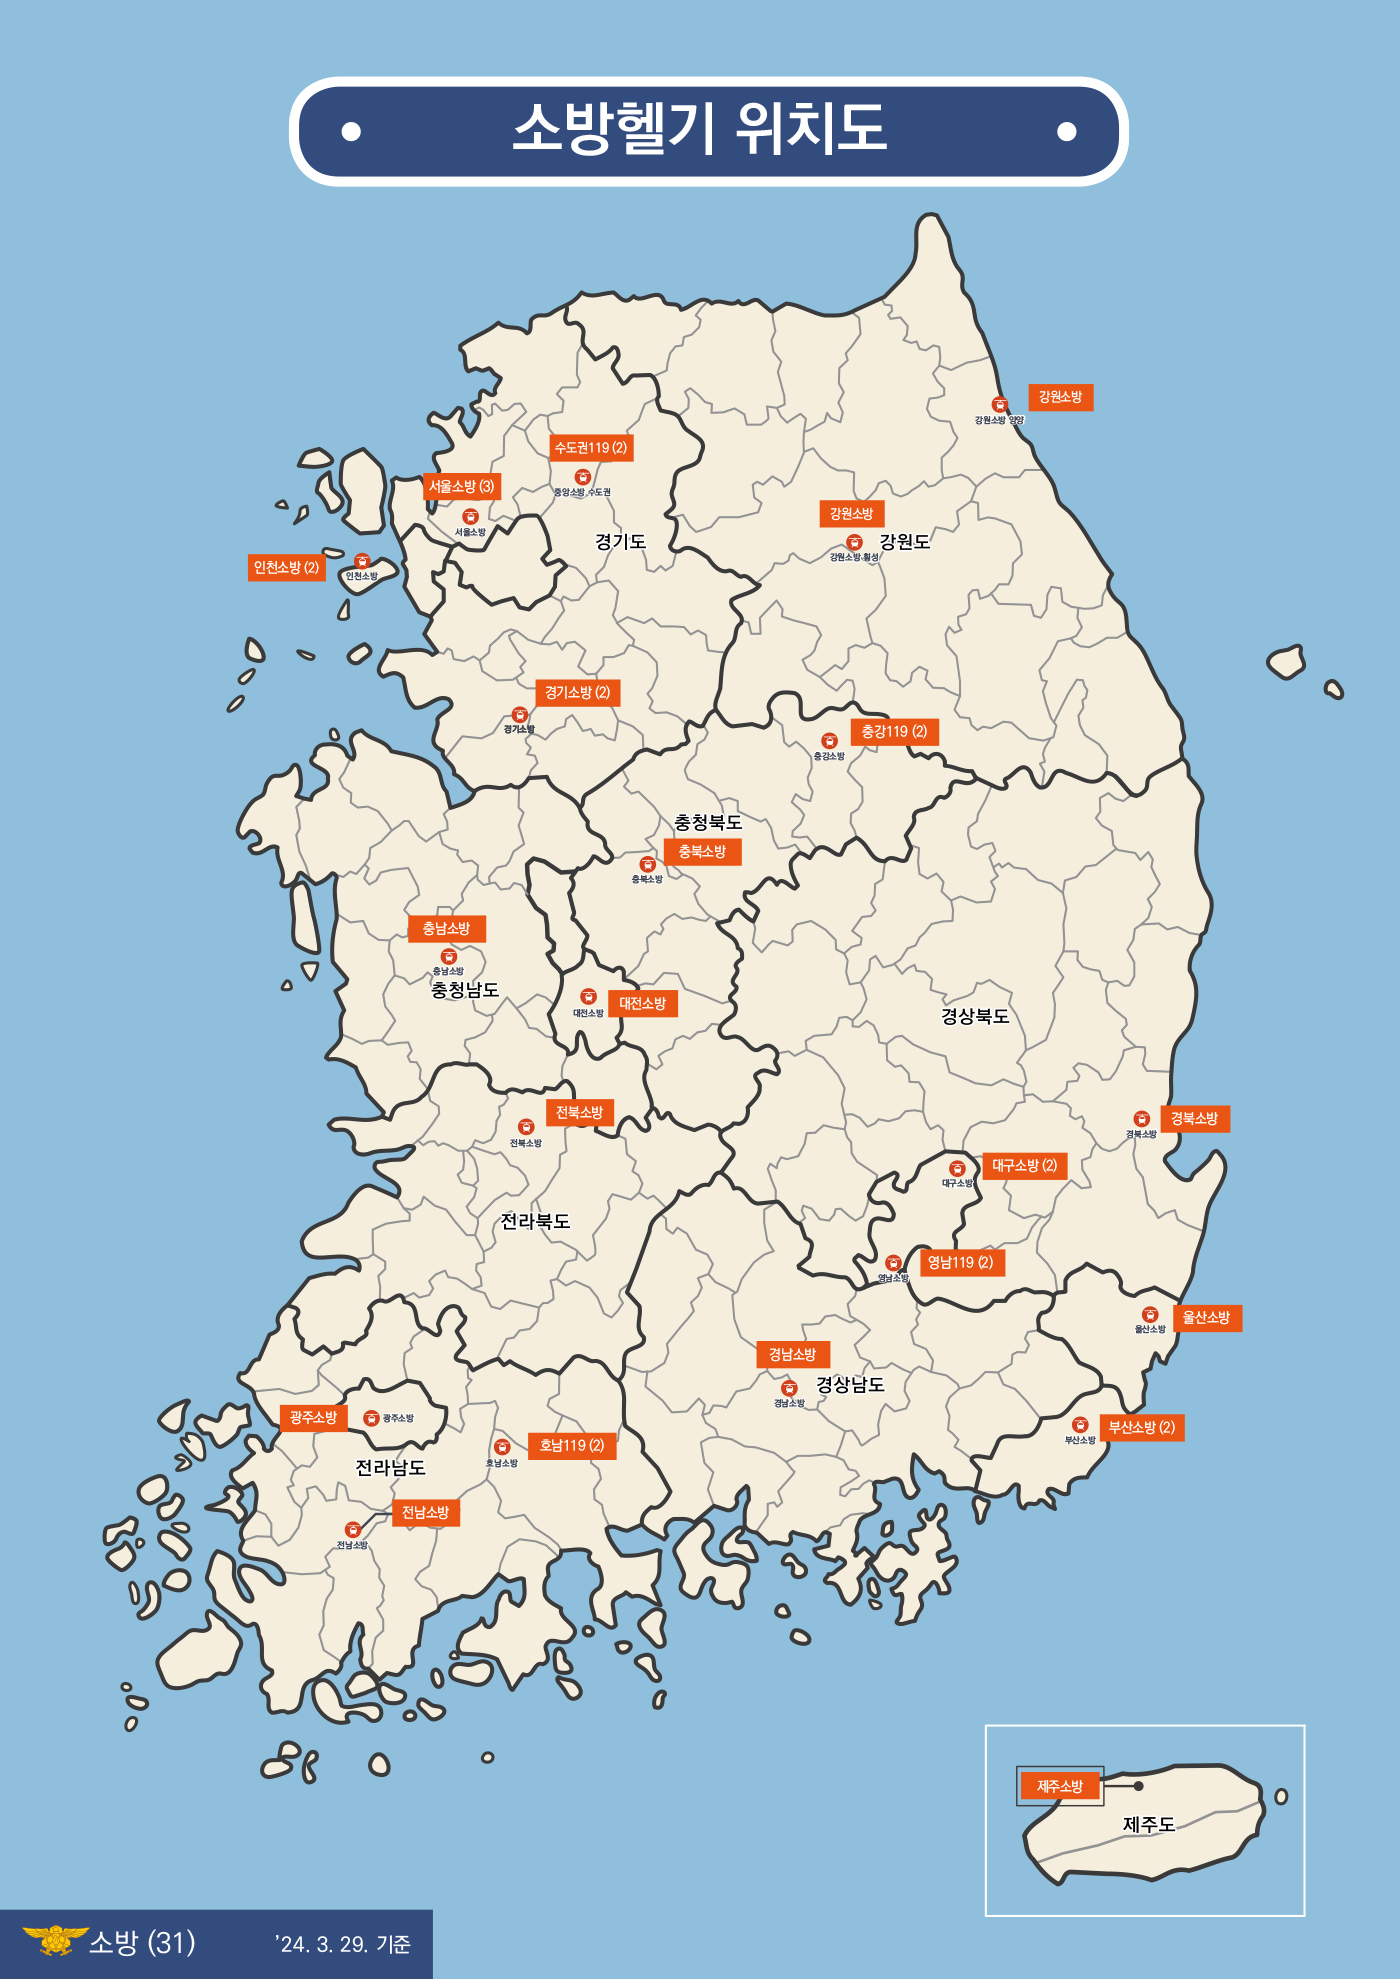 소방헬기 위치도
강원소방
강원소방 양양
수도권119 (2)
중앙소방 수도권
서울소방 (3)
서울소방
강원소방
강원소방 횡성
강원도
경기도
인천소방 (2)
인천소방
경기소방 (2)
경기소방
충강119 (2)
충강소방
충청북도
충북소방
충북소방
충남소방
충남소방
충청남도
대전소방
대전소방
경상북도
전북소방
전북소방
경북소방
경북소방
대구소방 (2)
대구소방
전라북도
영남119 (2)
영남소방
울산소방
울산소방
경남소방
경남소방
경상남도
광주소방
광주소방
부산소방 (2)
부산소방
호남119 (2)
호남소방
전라남도
전남소방
전남소방
제주소방
제주도
소방 (31)
’24. 3. 29. 기준